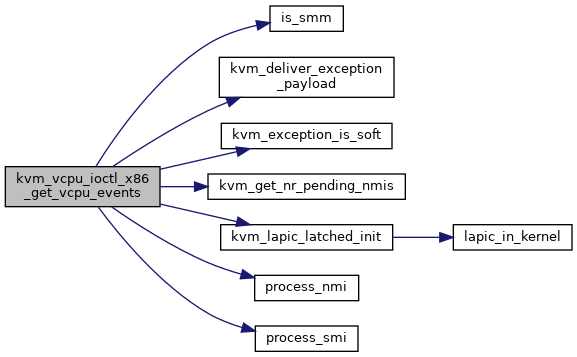 is_smm
kvm_deliver_exception
_payload
kvm_exception_is_soft
kvm_vcpu_ioctl_x86
_get_vcpu_events
kvm_get_nr_pending_nmis
kvm_lapic_latched_init
lapic_in_kernel
process_nmi
process_smi